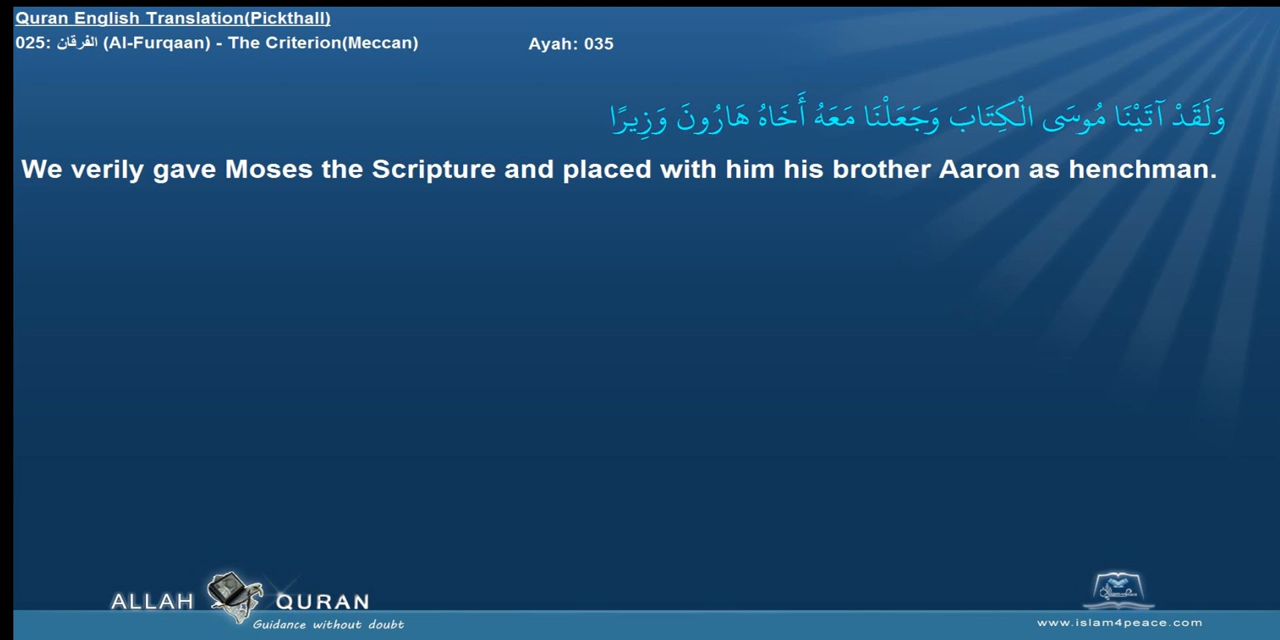 Quran English Translation(Pickthall)
025: الفرقان (Al-Furqaan) - The Criterion(Meccan) Ayah: 035
وَلَقَدْ آتَيْنَا مُوسَى الْكِتَابَ وَجَعَلْنَا مَعَهُ أَخَاهُ هَارُونَ وَزِيرًا
We verily gave Moses the Scripture and placed with him his brother Aaron as henchman.
ALLAH QURAN
Guidance without doubt
www.islam4peace.com